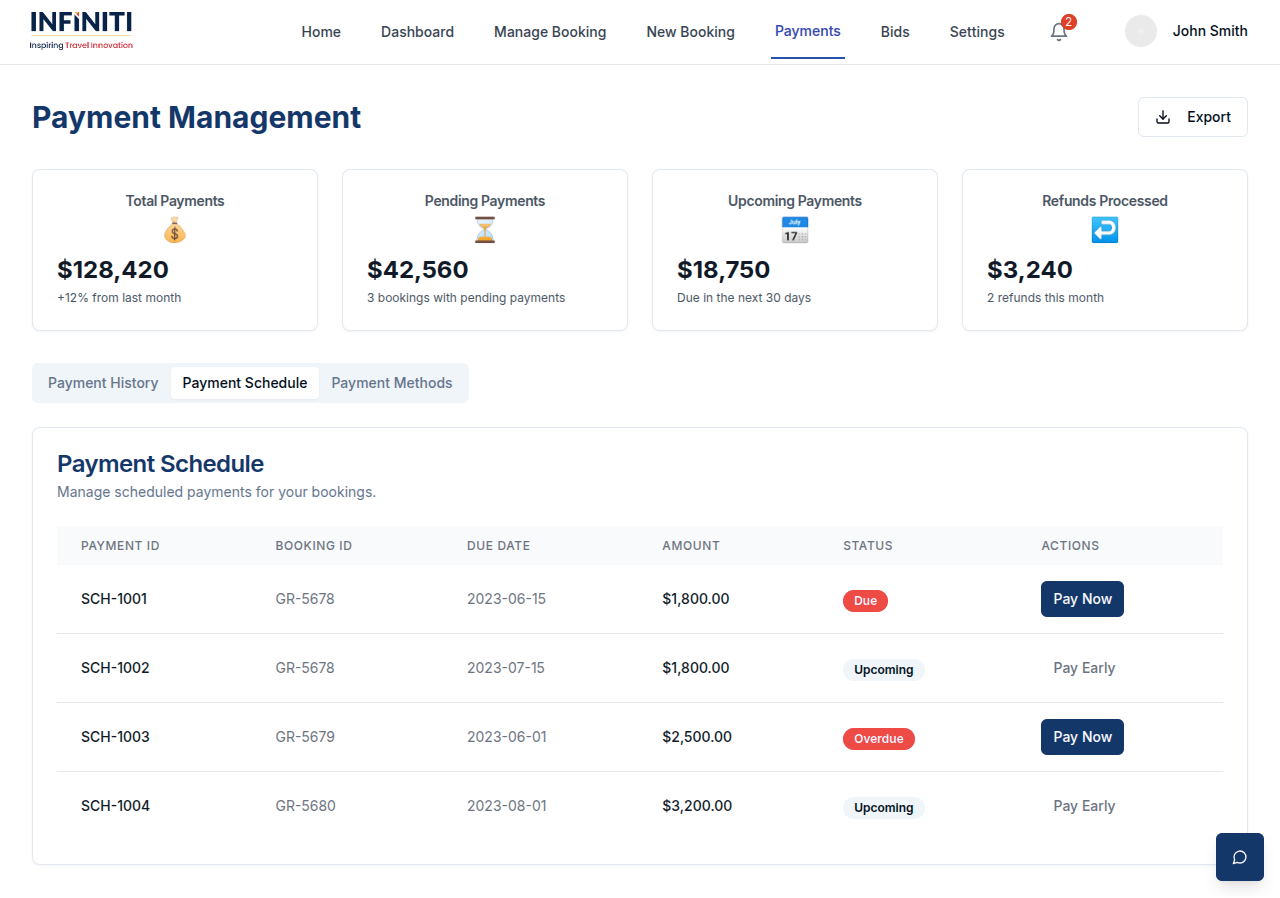 INFINITI
Inspiring Travel Innovation
Home Dashboard Manage Booking New Booking Payments Bids Settings 2 John Smith
Payment Management
Export
Total Payments
$128,420
+12% from last month
Pending Payments
$42,560
3 bookings with pending payments
Upcoming Payments
July
17
$18,750
Due in the next 30 days
Refunds Processed
$3,240
2 refunds this month
Payment History Payment Schedule Payment Methods
Payment Schedule
Manage scheduled payments for your bookings.
PAYMENT ID BOOKING ID DUE DATE AMOUNT STATUS ACTIONS
SCH-1001 GR-5678 2023-06-15 $1,800.00 Due Pay Now
SCH-1002 GR-5678 2023-07-15 $1,800.00 Upcoming Pay Early
SCH-1003 GR-5679 2023-06-01 $2,500.00 Overdue Pay Now
SCH-1004 GR-5680 2023-08-01 $3,200.00 Upcoming Pay Early